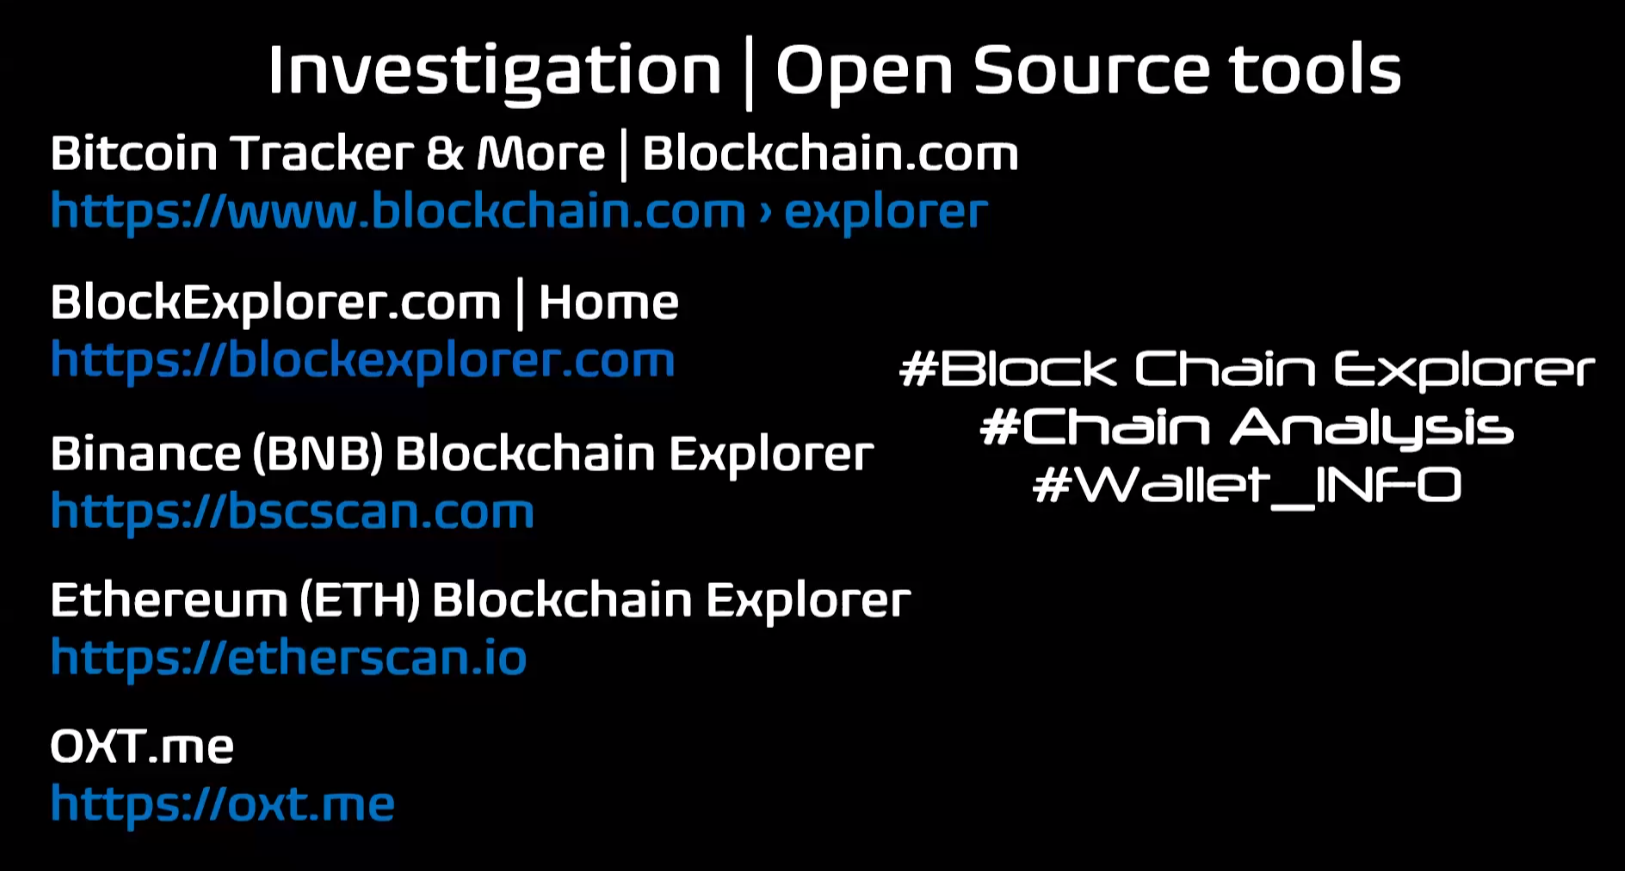 Investigation | Open Source tools
Bitcoin Tracker & More | Blockchain.com
https://www.blockchain.com › explorer
BlockExplorer.com | Home
https://blockexplorer.com
Binance (BNB) Blockchain Explorer
https://bscscan.com
Ethereum (ETH) Blockchain Explorer
https://etherscan.io
OXT.me
https://oxt.me
#Block Chain Explorer
#Chain Analysis
#Wallet_INFO